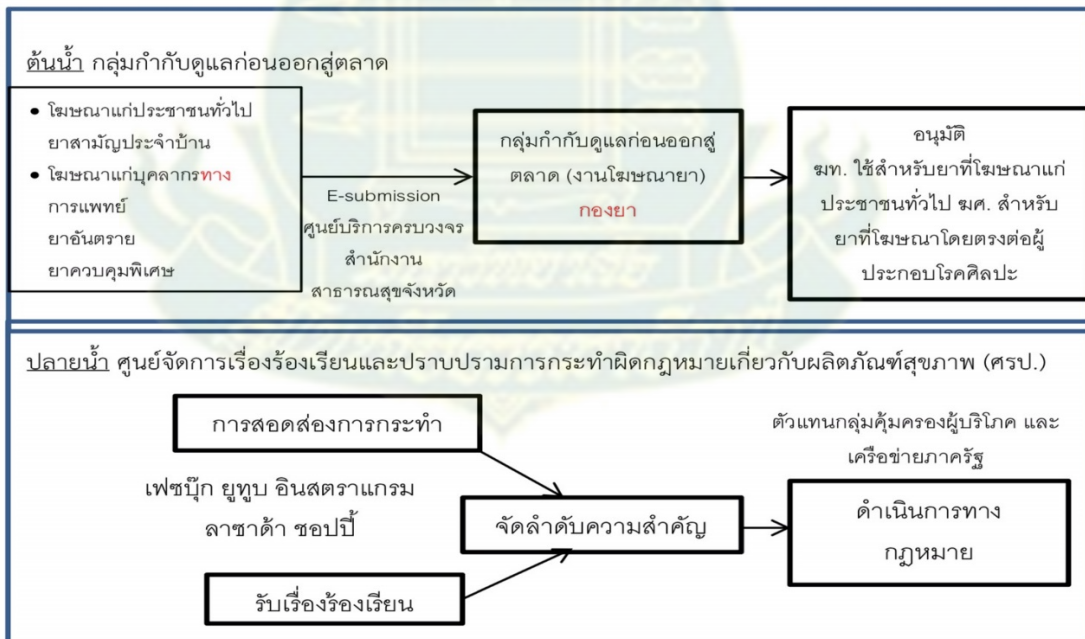 ต้นน้ำ กลุ่มกำกับดูแลก่อนออกสู่ตลาด
• โฆษณาแก่ประชาชนทั่วไป
ยาสามัญประจำบ้าน
• โฆษณาแก่บุคลากรทาง
การแพทย์
ยาอันตราย
ยาควบคุมพิเศษ
E-submission
ศูนย์บริการครบวงจร
สำนักงาน
สาธารณสุขจังหวัด
กลุ่มกำกับดูแลก่อนออกสู่
ตลาด (งานโฆษณายา)
กองยา
อนุมัติ
ฆท. ใช้สำหรับยาที่โฆษณาแก่
ประชาชนทั่วไป ฆศ. สำหรับ
ยาที่โฆษณาโดยตรงต่อผู้
ประกอบโรคศิลปะ
ปลายน้ำ ศูนย์จัดการเรื่องร้องเรียนและปราบปรามการกระทำผิดกฎหมายเกี่ยวกับผลิตภัณฑ์สุขภาพ (ศรป.)
การสอดส่องการกระทำ
เฟซบุ๊ก ยูทูบ อินสตราแกรม
ลาซาด้า ชอปปี้
รับเรื่องร้องเรียน
จัดลำดับความสำคัญ
ตัวแทนกลุ่มคุ้มครองผู้บริโภค และ
เครือข่ายภาครัฐ
ดำเนินการทาง
กฎหมาย